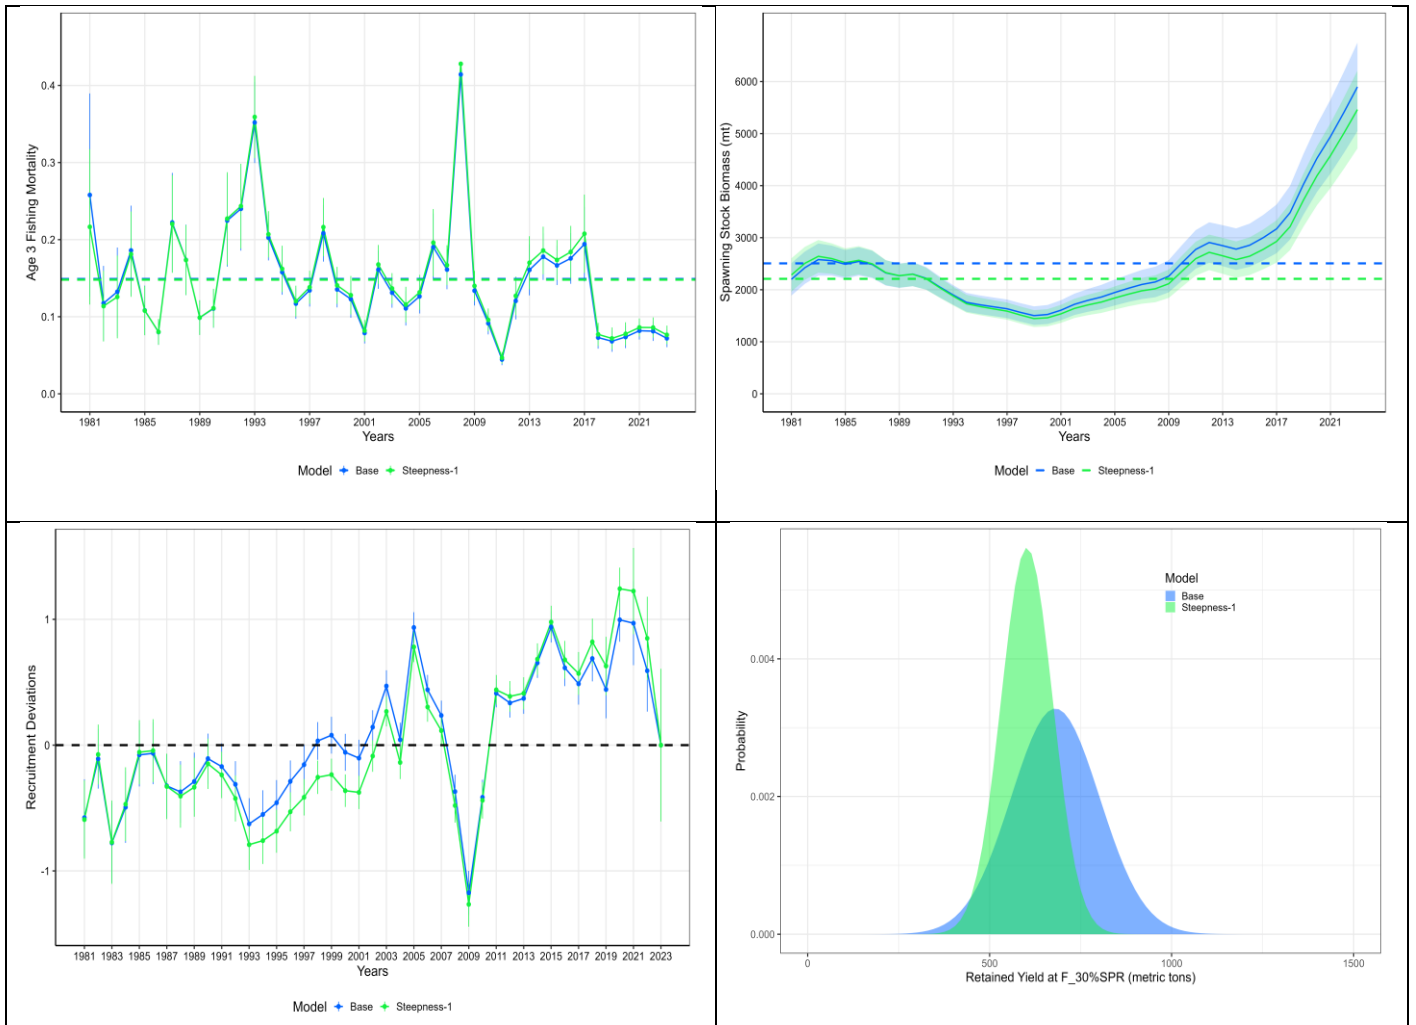 Age 3 Fishing Mortality
0.4
0.3
0.2
0.1
0.0
1981 1985 1989 1993 1997 2001 2005 2009 2013 2017 2021
Years
Model Base Steepness-1
Spawning Stock Biomass (mt)
6000
5000
4000
3000
2000
1000
0
1981 1985 1989 1993 1997 2001 2005 2009 2013 2017 2021
Years
Model Base Steepness-1
Recruitment Deviations
1
0
-1
1981 1983 1985 1987 1989 1991 1993 1995 1997 1999 2001 2003 2005 2007 2009 2011 2013 2015 2017 2019 2021 2023
Years
Model Base Steepness-1
Probability
0.004
0.002
0.000
Model
Base
Steepness-1
0 500 1000 1500
Retained Yield at F_30%SPR (metric tons)